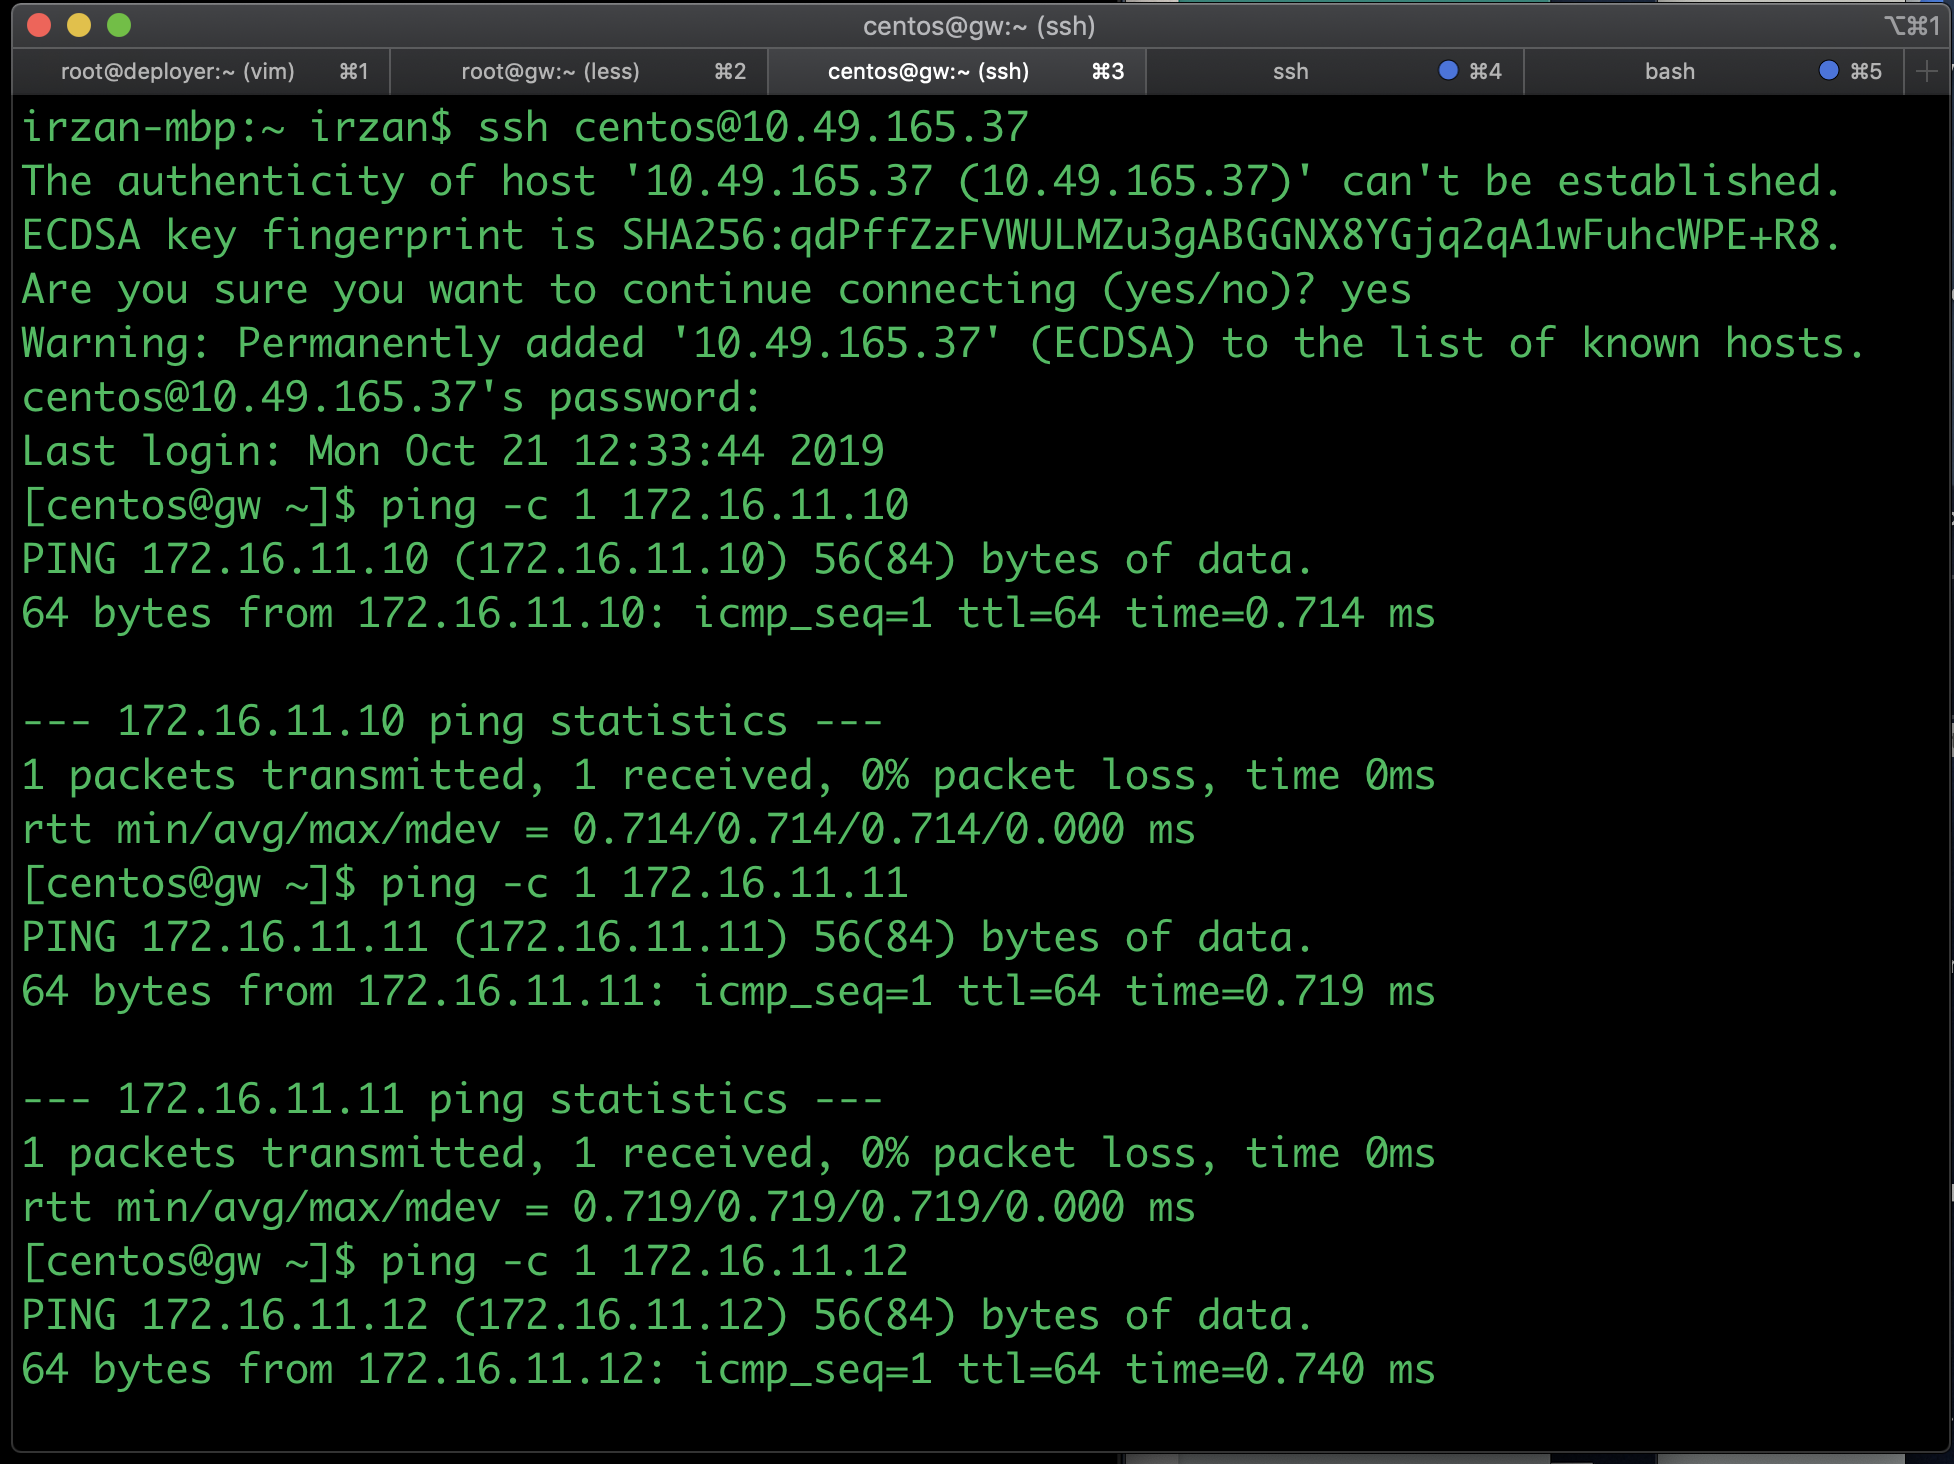 centos@gw:~ (ssh) ⌥⌘1
root@deployer:~ (vim) ⌘1 root@gw:~ (less) ⌘2 centos@gw:~ (ssh) ⌘3 ssh ⌘4 bash ⌘5 +
irzan-mbp:~ irzan$ ssh centos@10.49.165.37
The authenticity of host '10.49.165.37 (10.49.165.37)' can't be established.
ECDSA key fingerprint is SHA256:qdPffZzFVWULMZu3gABGGNX8YGjq2qA1wFuhcWPE+R8.
Are you sure you want to continue connecting (yes/no)? yes
Warning: Permanently added '10.49.165.37' (ECDSA) to the list of known hosts.
centos@10.49.165.37's password:
Last login: Mon Oct 21 12:33:44 2019
[centos@gw ~]$ ping -c 1 172.16.11.10
PING 172.16.11.10 (172.16.11.10) 56(84) bytes of data.
64 bytes from 172.16.11.10: icmp_seq=1 ttl=64 time=0.714 ms

--- 172.16.11.10 ping statistics ---
1 packets transmitted, 1 received, 0% packet loss, time 0ms
rtt min/avg/max/mdev = 0.714/0.714/0.714/0.000 ms
[centos@gw ~]$ ping -c 1 172.16.11.11
PING 172.16.11.11 (172.16.11.11) 56(84) bytes of data.
64 bytes from 172.16.11.11: icmp_seq=1 ttl=64 time=0.719 ms

--- 172.16.11.11 ping statistics ---
1 packets transmitted, 1 received, 0% packet loss, time 0ms
rtt min/avg/max/mdev = 0.719/0.719/0.719/0.000 ms
[centos@gw ~]$ ping -c 1 172.16.11.12
PING 172.16.11.12 (172.16.11.12) 56(84) bytes of data.
64 bytes from 172.16.11.12: icmp_seq=1 ttl=64 time=0.740 ms